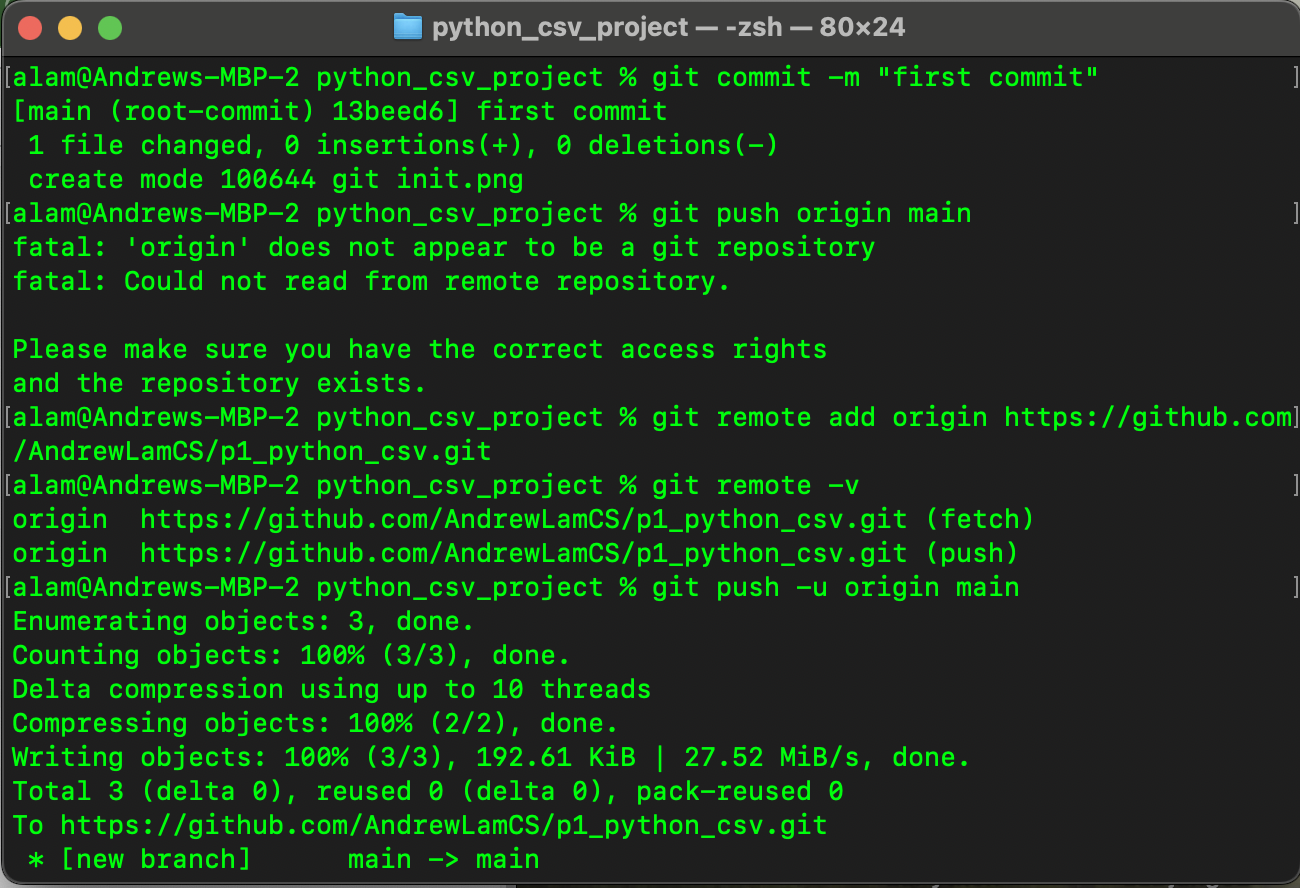 python_csv_project — -zsh — 80×24
[alam@Andrews-MBP-2 python_csv_project % git commit -m "first commit" ]
[main (root-commit) 13beed6] first commit
 1 file changed, 0 insertions(+), 0 deletions(-)
 create mode 100644 git init.png
[alam@Andrews-MBP-2 python_csv_project % git push origin main ]
fatal: 'origin' does not appear to be a git repository
fatal: Could not read from remote repository.

Please make sure you have the correct access rights
and the repository exists.
[alam@Andrews-MBP-2 python_csv_project % git remote add origin https://github.com]
/AndrewLamCS/p1_python_csv.git
[alam@Andrews-MBP-2 python_csv_project % git remote -v ]
origin  https://github.com/AndrewLamCS/p1_python_csv.git (fetch)
origin  https://github.com/AndrewLamCS/p1_python_csv.git (push)
[alam@Andrews-MBP-2 python_csv_project % git push -u origin main ]
Enumerating objects: 3, done.
Counting objects: 100% (3/3), done.
Delta compression using up to 10 threads
Compressing objects: 100% (2/2), done.
Writing objects: 100% (3/3), 192.61 KiB | 27.52 MiB/s, done.
Total 3 (delta 0), reused 0 (delta 0), pack-reused 0
To https://github.com/AndrewLamCS/p1_python_csv.git
 * [new branch]      main -> main